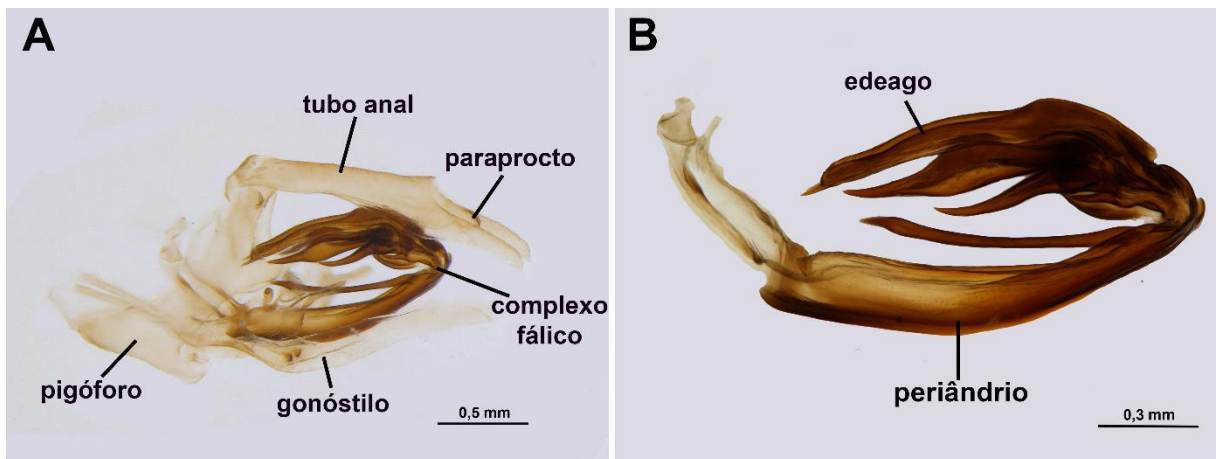 A
tubo anal
paraprocto
complexo
fálico
gonóstilo
pigóforo
0,5 mm
B
edeago
periândrio
0,3 mm